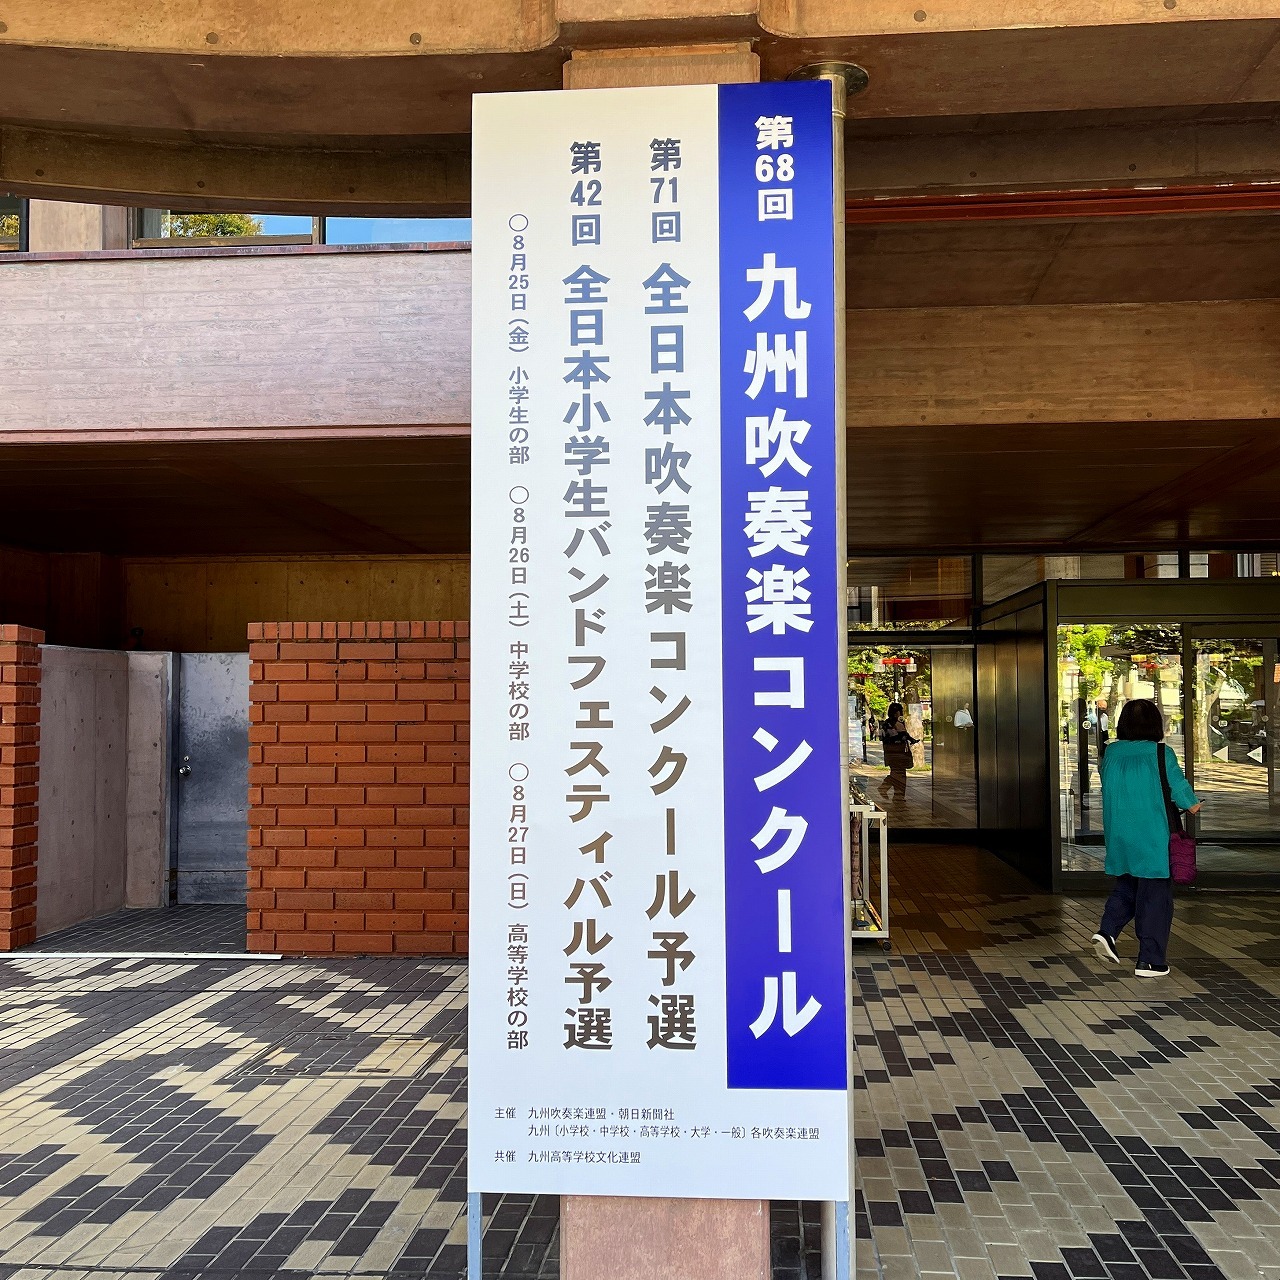 第68回 九州吹奏楽コンクール
第71回 全日本吹奏楽コンクール予選
第42回 全日本小学生バンドフェスティバル予選
○8月25日(金) 小学生の部 ○8月26日(土) 中学校の部 ○8月27日(日) 高等学校の部
主催 九州吹奏楽連盟・朝日新聞社
九州〔小学校・中学校・高等学校・大学・一般〕各吹奏楽連盟
共催 九州高等学校文化連盟